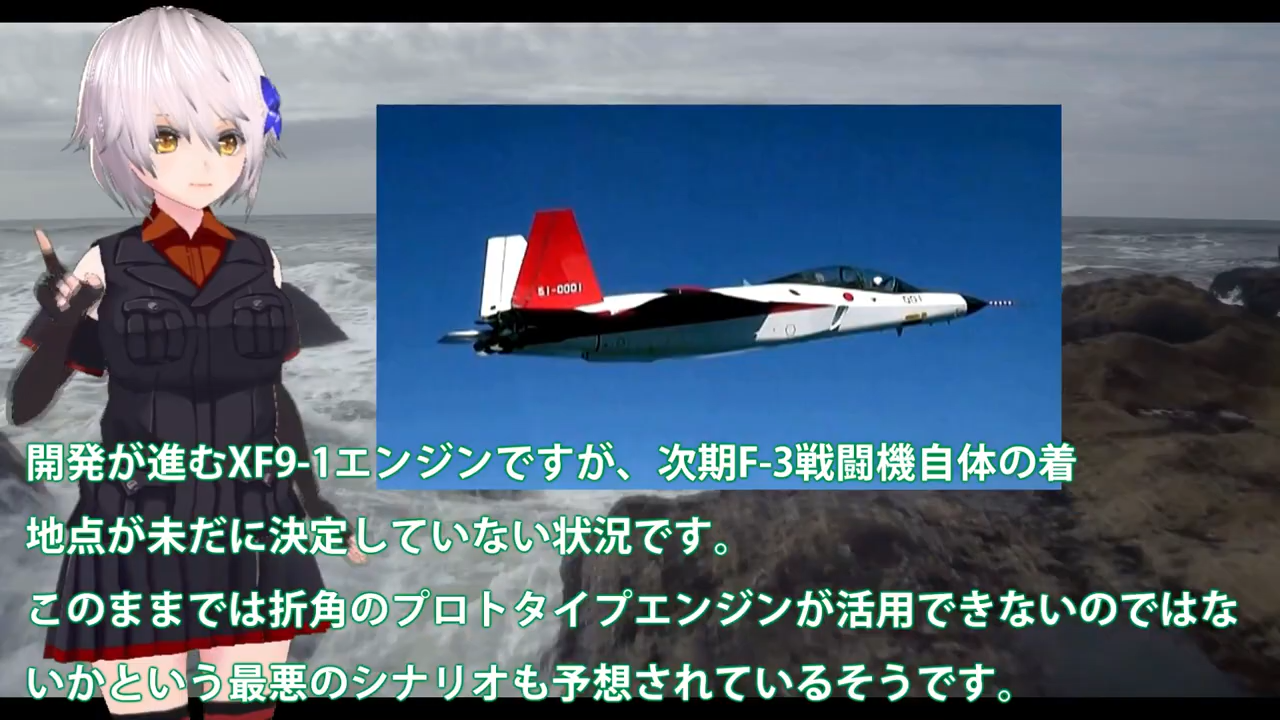 51-0001
001
開発が進むXF9-1エンジンですが、次期F-3戦闘機自体の着
地点が未だに決定していない状況です。
このままでは折角のプロトタイプエンジンが活用できないのではな
いかという最悪のシナリオも予想されているそうです。